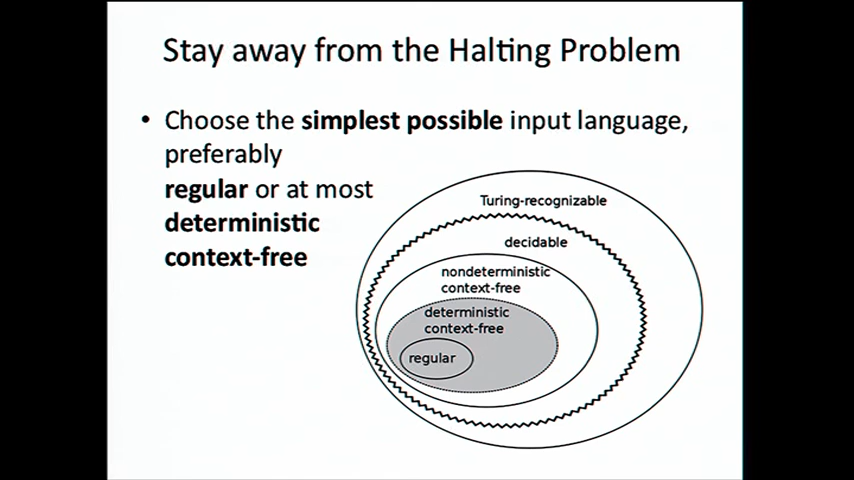 Stay away from the Halting Problem
• Choose the simplest possible input language,
preferably
regular or at most
deterministic
context-free
Turing-recognizable
decidable
nondeterministic
context-free
deterministic
context-free
regular